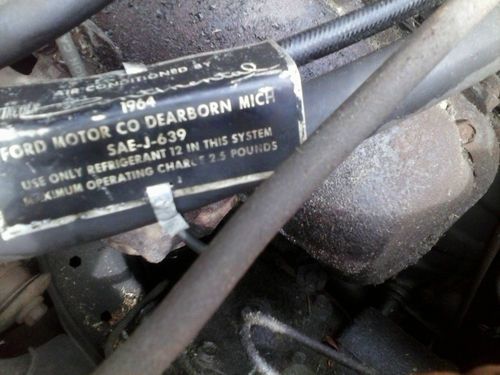 AIR CONDITIONED BY
Continental
1964
FORD MOTOR CO DEARBORN MICH
SAE-J-639
USE ONLY REFRIGERANT 12 IN THIS SYSTEM
MAXIMUM OPERATING CHARGE 2.5 POUNDS